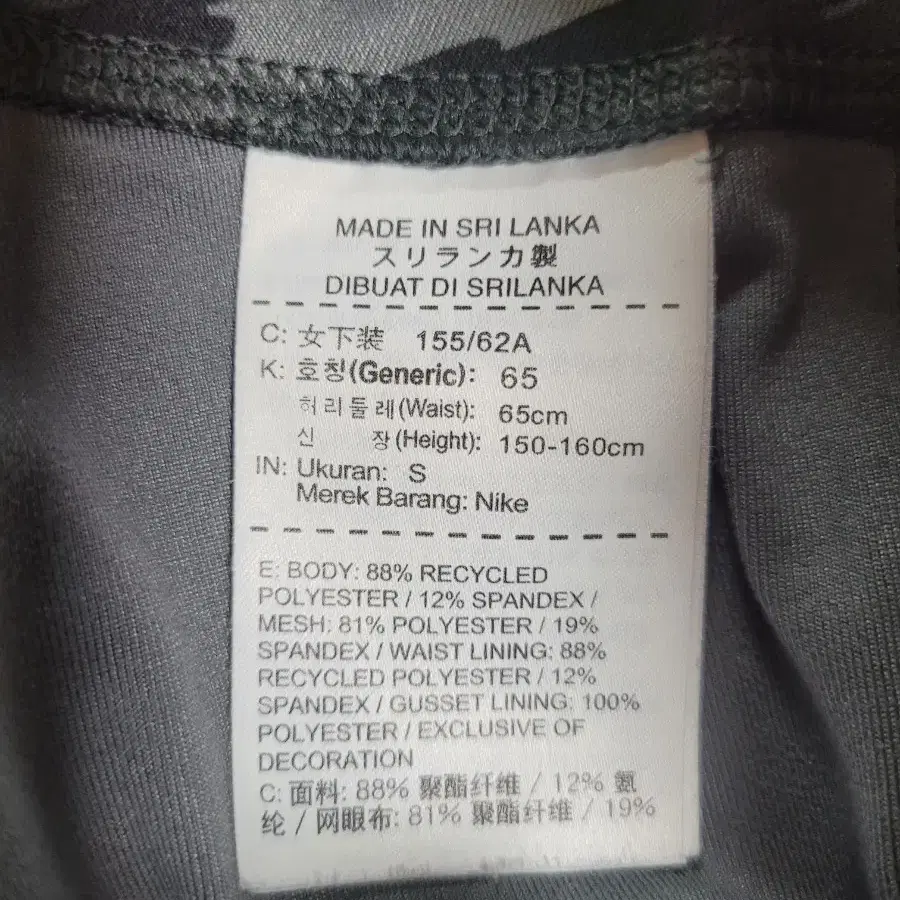 MADE IN SRI LANKA
スリランカ製
DIBUAT DI SRILANKA
C: 女下装 155/62A
K: 호칭(Generic): 65
허리둘레(Waist): 65cm
신 장(Height): 150-160cm
IN: Ukuran: S
Merek Barang: Nike
E: BODY: 88% RECYCLED
POLYESTER / 12% SPANDEX /
MESH: 81% POLYESTER / 19%
SPANDEX / WAIST LINING: 88%
RECYCLED POLYESTER / 12%
SPANDEX / GUSSET LINING: 100%
POLYESTER / EXCLUSIVE OF
DECORATION
C: 面料: 88% 聚酯纤维 / 12% 氨
纶 / 网眼布: 81% 聚酯纤维 / 19%